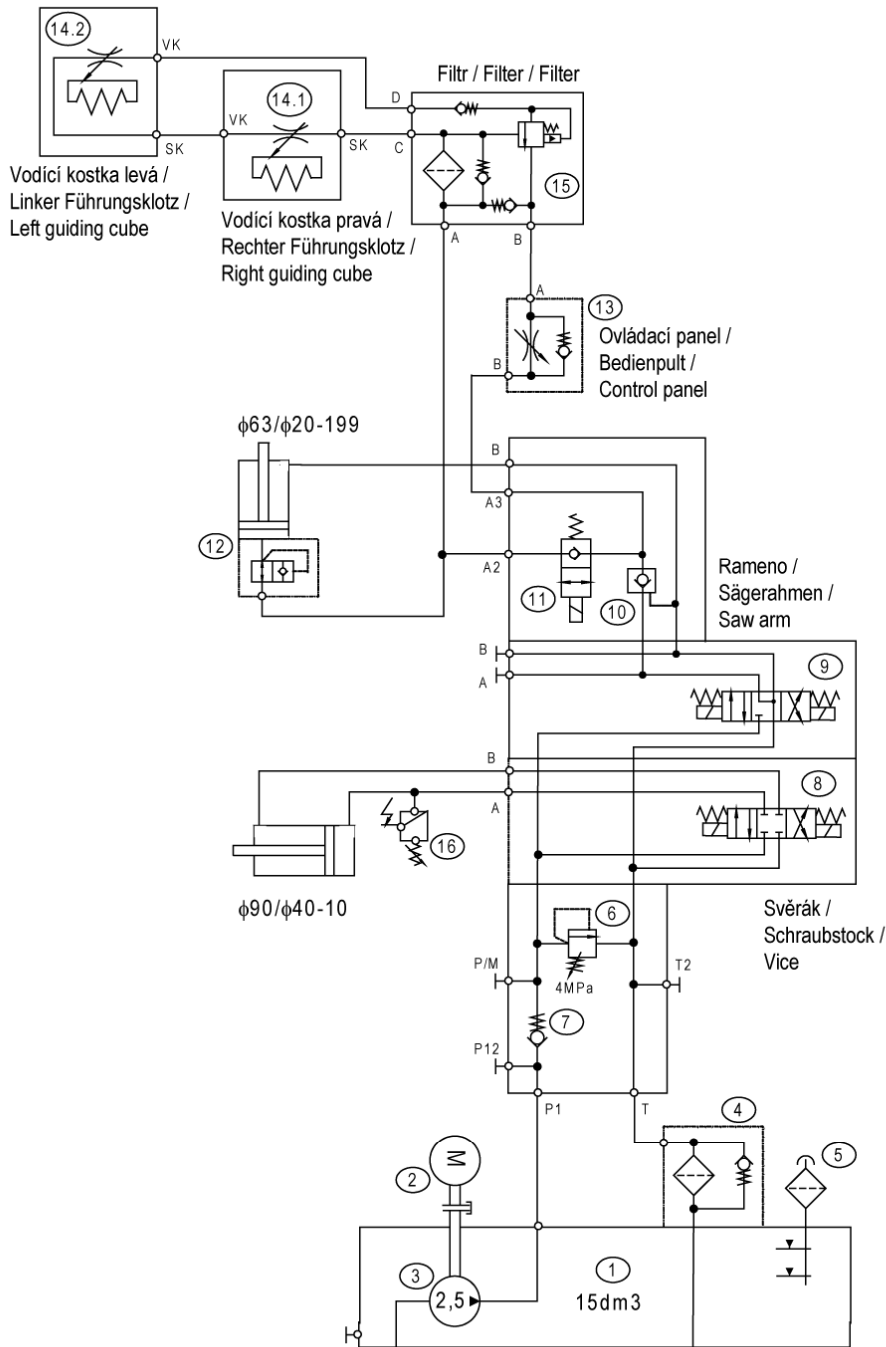 14.2
VK
SK
Vodící kostka levá /
Linker Führungsklotz /
Left guiding cube
14.1
VK
SK
Vodící kostka pravá /
Rechter Führungsklotz /
Right guiding cube
Filtr / Filter / Filter
D
C
15
A
B
A
13
B
Ovládací panel /
Bedienpult /
Control panel
ϕ63/ϕ20-199
12
B
A3
A2
11
10
Rameno /
Sägerahmen /
Saw arm
B
A
9
B
A
8
16
ϕ90/ϕ40-10
Svěrák /
Schraubstock /
Vice
6
4MPa
P/M
T2
7
P12
P1
T
4
5
M
2
3
2,5
1
15dm3